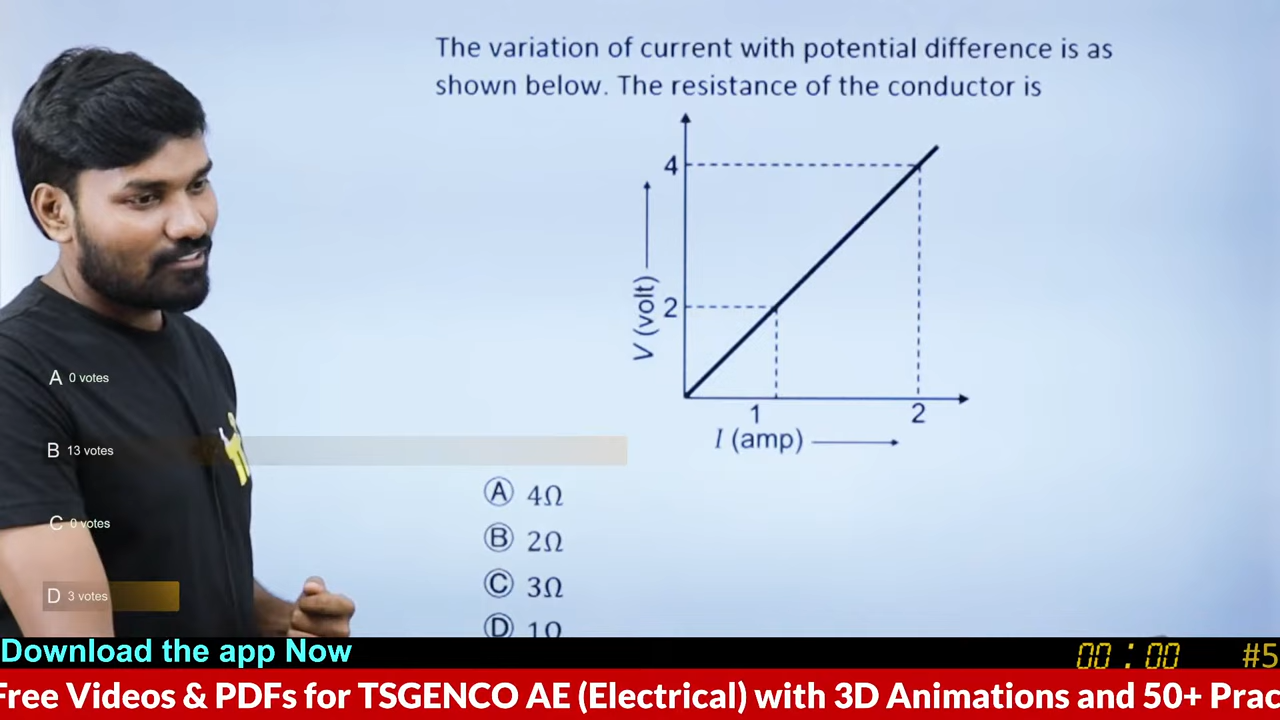 The variation of current with potential difference is as
shown below. The resistance of the conductor is
4
2
V (volt)
1 2
I (amp)
A 0 votes
B 13 votes
C 0 votes
D 3 votes
Ⓐ 4Ω
Ⓑ 2Ω
Ⓒ 3Ω
Ⓓ 1Ω
Download the app Now
00 : 00 #5
Free Videos & PDFs for TSGENCO AE (Electrical) with 3D Animations and 50+ Prac